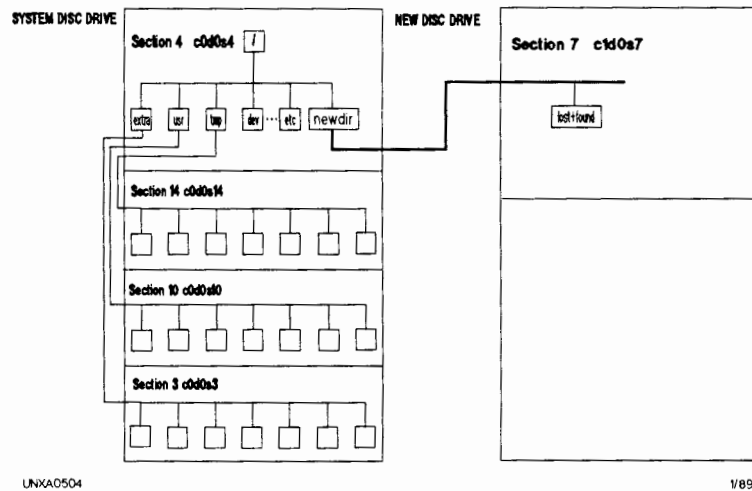 SYSTEM DISC DRIVE
NEW DISC DRIVE
Section 4 c0d0s4
/
Section 7 c1d0s7
extra
usr
tmp
dev
...
etc
newdir
lost+found
Section 14 c0d0s14
Section 10 c0d0s10
Section 3 c0d0s3
UNXA0504
1/89